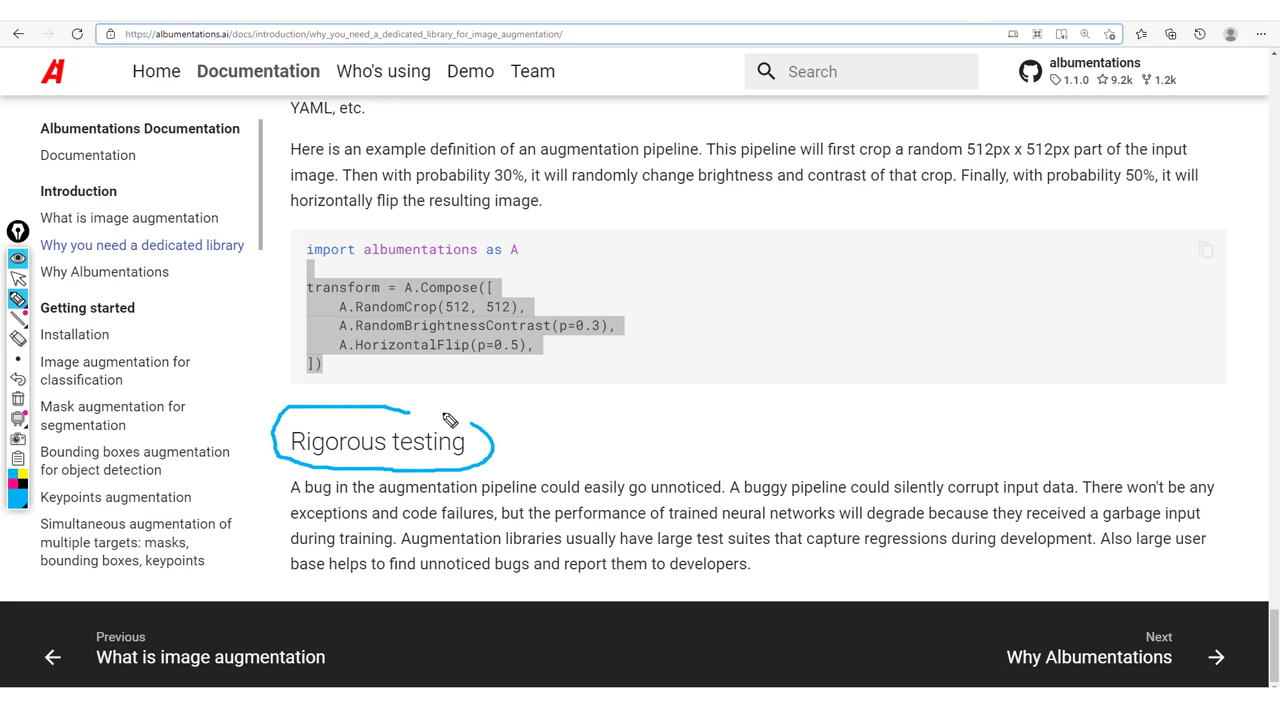 https://albumentations.ai/docs/introduction/why_you_need_a_dedicated_library_for_image_augmentation/
Home Documentation Who's using Demo Team
Search
albumentations
1.1.0 9.2k 1.2k
Albumentations Documentation
Documentation
Introduction
What is image augmentation
Why you need a dedicated library
Why Albumentations
Getting started
Installation
Image augmentation for
classification
Mask augmentation for
segmentation
Bounding boxes augmentation
for object detection
Keypoints augmentation
Simultaneous augmentation of
multiple targets: masks,
bounding boxes, keypoints
YAML, etc.
Here is an example definition of an augmentation pipeline. This pipeline will first crop a random 512px x 512px part of the input
image. Then with probability 30%, it will randomly change brightness and contrast of that crop. Finally, with probability 50%, it will
horizontally flip the resulting image.
import albumentations as A
transform = A.Compose([
    A.RandomCrop(512, 512),
    A.RandomBrightnessContrast(p=0.3),
    A.HorizontalFlip(p=0.5),
])
Rigorous testing
A bug in the augmentation pipeline could easily go unnoticed. A buggy pipeline could silently corrupt input data. There won't be any
exceptions and code failures, but the performance of trained neural networks will degrade because they received a garbage input
during training. Augmentation libraries usually have large test suites that capture regressions during development. Also large user
base helps to find unnoticed bugs and report them to developers.
Previous
What is image augmentation
Next
Why Albumentations